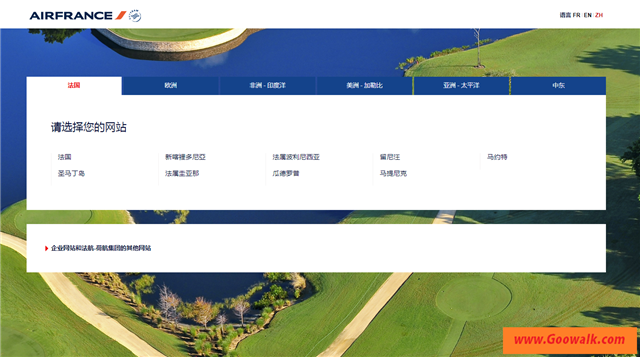 AIRFRANCE
语言 FR EN ZH
法国 欧洲 非洲 - 印度洋 美洲 - 加勒比 亚洲 - 太平洋 中东
请选择您的网站
法国 新喀裡多尼亞 法属波利尼西亚 留尼汪 马约特
圣马丁岛 法属圭亚那 瓜德罗普 马提尼克
企业网站和法航-荷航集团的其他网站
www.Goowalk.com